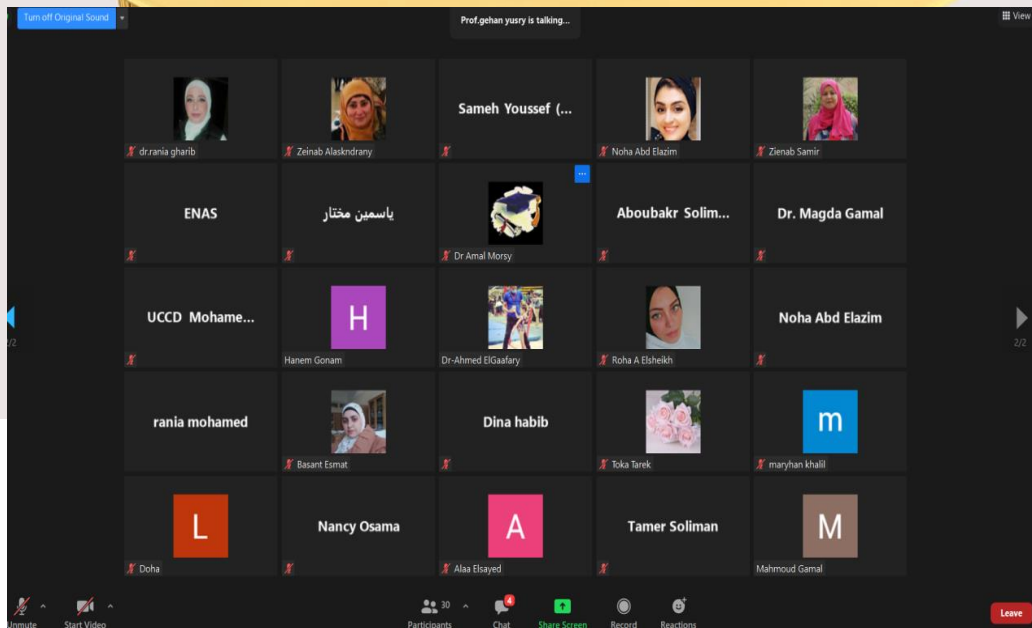 Turn off Original Sound
Prof.gehan yusry is talking...
View
dr.rania gharib
Zeinab Alaskndrany
Sameh Youssef (...
Noha Abd Elazim
Zienab Samir
ENAS
ياسمين مختار
Dr Amal Morsy
Aboubakr Solim...
Dr. Magda Gamal
UCCD Mohame...
H
Hanem Gonam
Dr-Ahmed ElGaafary
Roha A Elsheikh
Noha Abd Elazim
2/2
2/2
rania mohamed
Basant Esmat
Dina habib
Toka Tarek
m
maryhan khalil
L
Doha
Nancy Osama
A
Alaa Elsayed
Tamer Soliman
M
Mahmoud Gamal
Unmute
Start Video
30
Participants
4
Chat
Share Screen
Record
Reactions
Leave